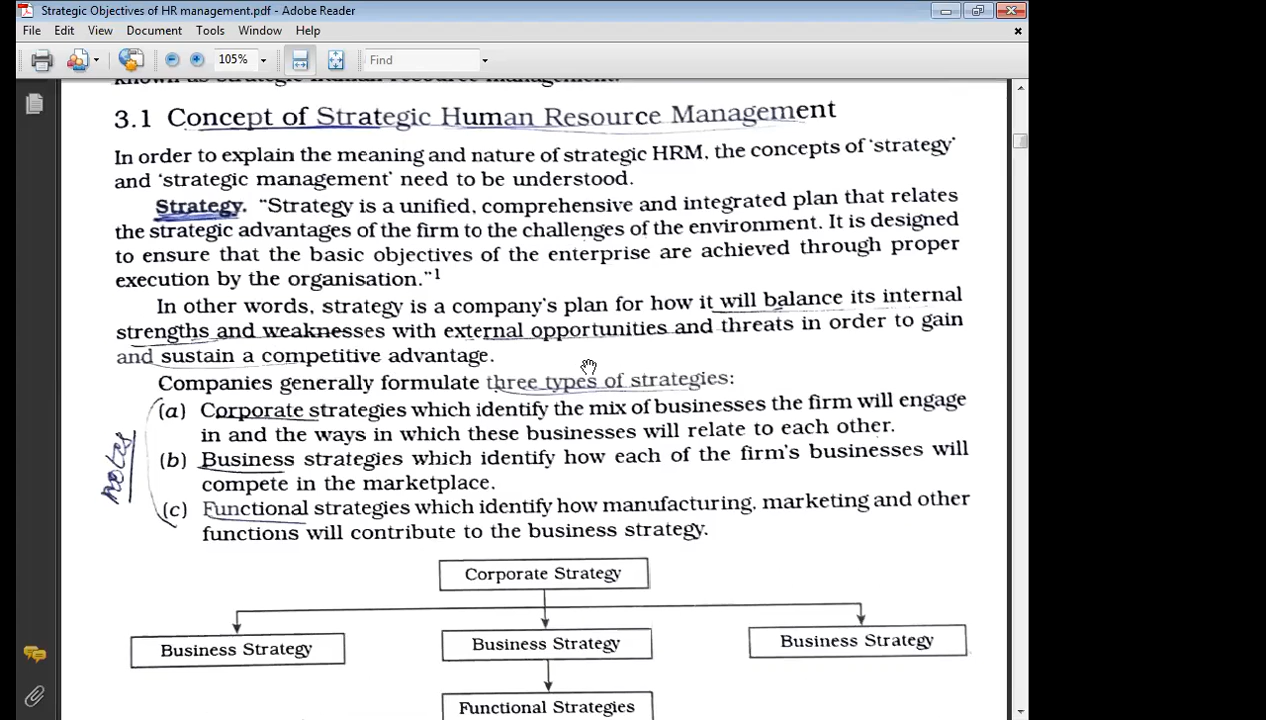 Strategic Objectives of HR management.pdf - Adobe Reader
File Edit View Document Tools Window Help
105% Find
known as strategic human resource management.
3.1 Concept of Strategic Human Resource Management
In order to explain the meaning and nature of strategic HRM, the concepts of ‘strategy’
and ‘strategic management’ need to be understood.
Strategy. “Strategy is a unified, comprehensive and integrated plan that relates
the strategic advantages of the firm to the challenges of the environment. It is designed
to ensure that the basic objectives of the enterprise are achieved through proper
execution by the organisation.”1
In other words, strategy is a company’s plan for how it will balance its internal
strengths and weaknesses with external opportunities and threats in order to gain
and sustain a competitive advantage.
Companies generally formulate three types of strategies:
(a) Corporate strategies which identify the mix of businesses the firm will engage
in and the ways in which these businesses will relate to each other.
(b) Business strategies which identify how each of the firm’s businesses will
compete in the marketplace.
(c) Functional strategies which identify how manufacturing, marketing and other
functions will contribute to the business strategy.
notes
Corporate Strategy
Business Strategy Business Strategy Business Strategy
Functional Strategies